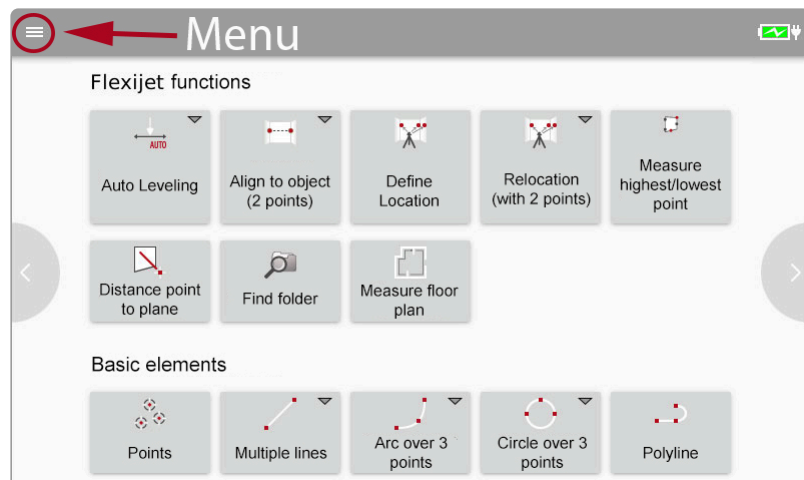 Menu
Flexijet functions
AUTO
Auto Leveling
Align to object
(2 points)
Define
Location
Relocation
(with 2 points)
Measure
highest/lowest
point
Distance point
to plane
Find folder
Measure floor
plan
Basic elements
Points
Multiple lines
Arc over 3
points
Circle over 3
points
Polyline